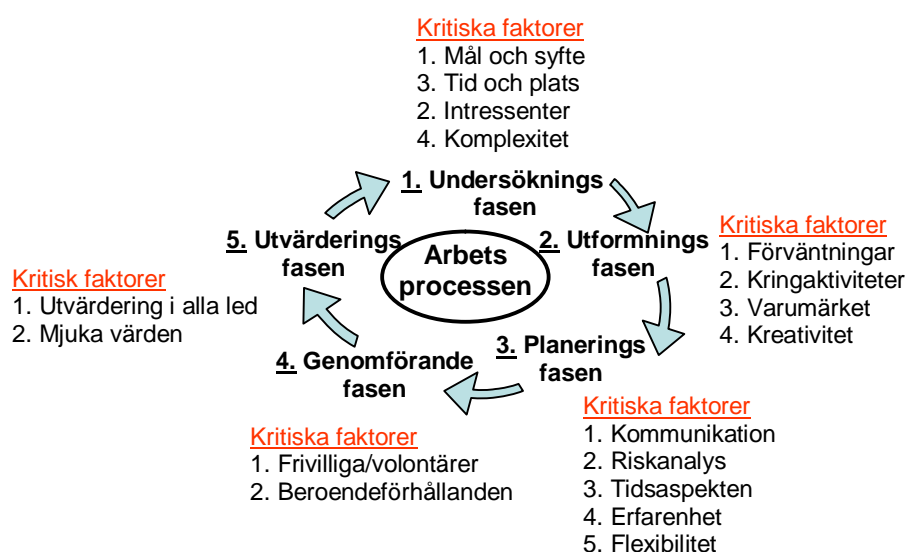 Kritiska faktorer
1. Mål och syfte
3. Tid och plats
2. Intressenter
4. Komplexitet
1. Undersöknings
fasen
2. Utformnings
fasen
Kritiska faktorer
1. Förväntningar
2. Kringaktiviteter
3. Varumärket
4. Kreativitet
3. Planerings
fasen
Kritiska faktorer
1. Kommunikation
2. Riskanalys
3. Tidsaspekten
4. Erfarenhet
5. Flexibilitet
4. Genomförande
fasen
Kritiska faktorer
1. Frivilliga/volontärer
2. Beroendeförhållanden
5. Utvärderings
fasen
Kritisk faktorer
1. Utvärdering i alla led
2. Mjuka värden
Arbets
processen